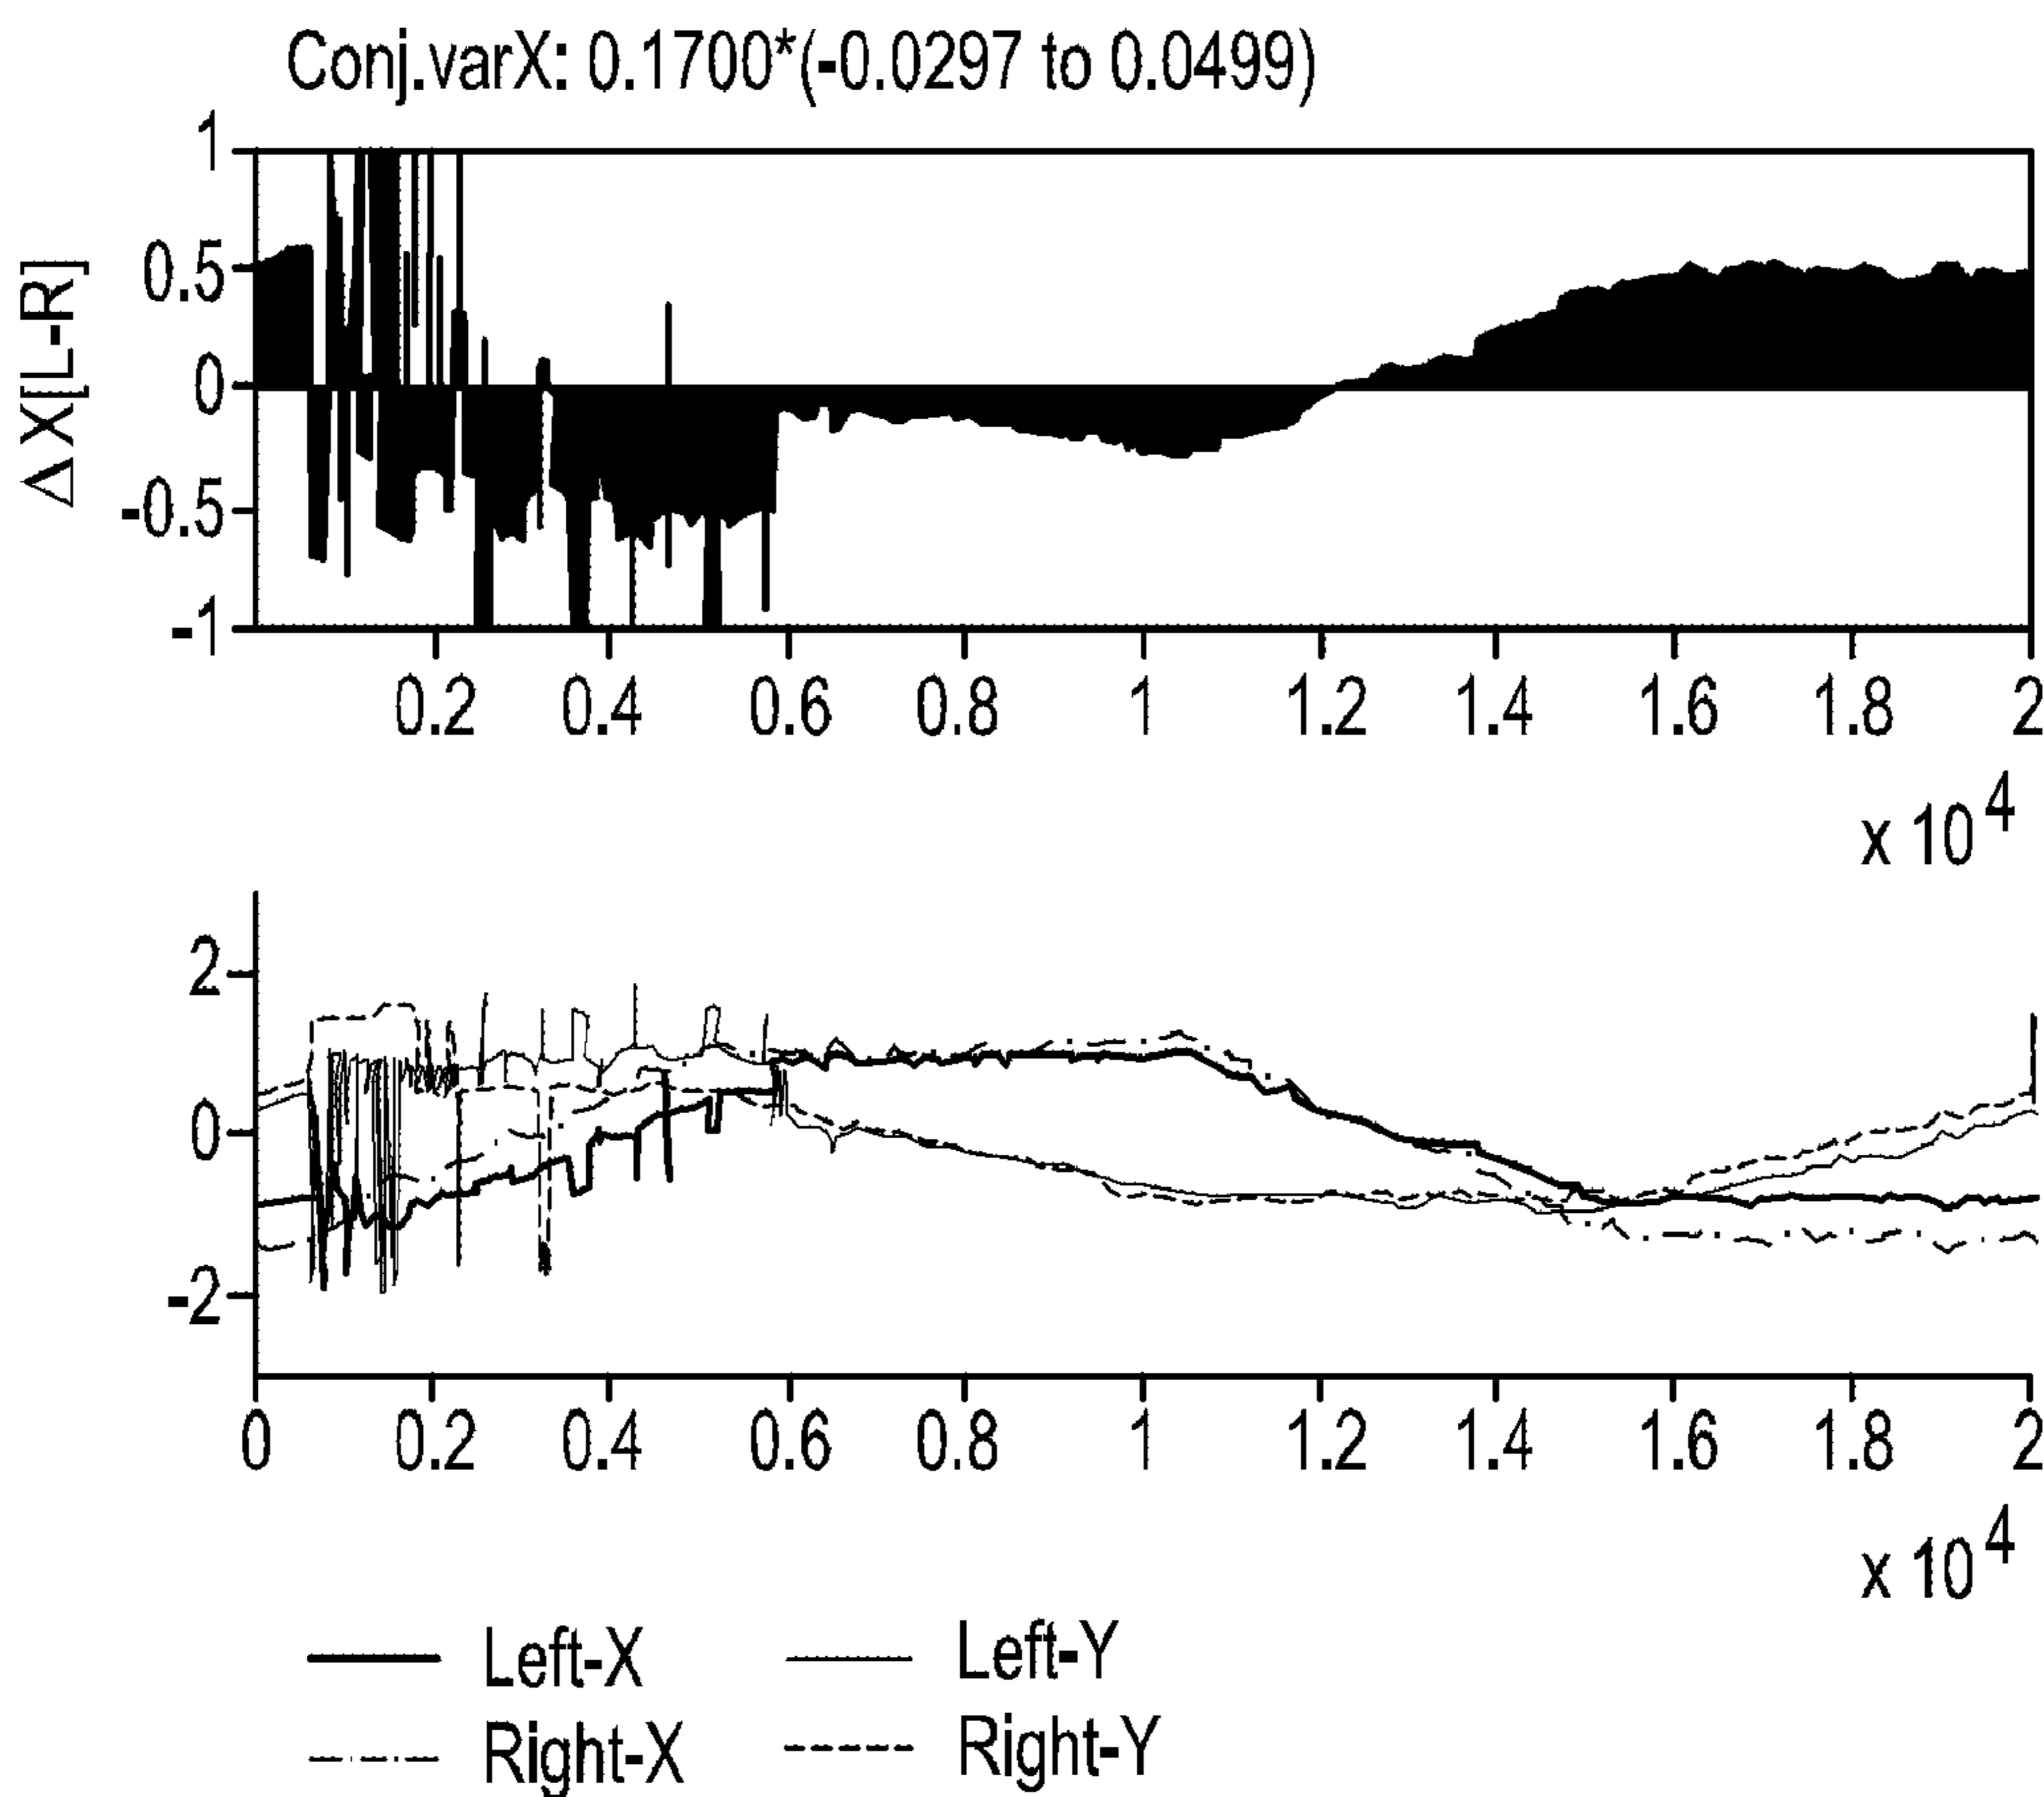 Conj.varX: 0.1700*(-0.0297 to 0.0499)
1
0.5
0
-0.5
-1
ΔX[L-R]
0.2 0.4 0.6 0.8 1 1.2 1.4 1.6 1.8 2
x 10^4
2
0
-2
0 0.2 0.4 0.6 0.8 1 1.2 1.4 1.6 1.8 2
x 10^4
Left-X Left-Y
Right-X Right-Y